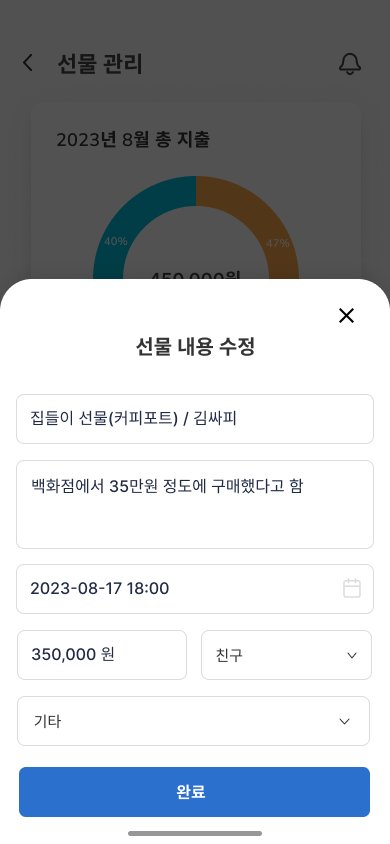 선물 관리
2023년 8월 총 지출
40%
47%
450,000원
선물 내용 수정
집들이 선물(커피포트) / 김싸피
백화점에서 35만원 정도에 구매했다고 함
2023-08-17 18:00
350,000 원
친구
기타
완료